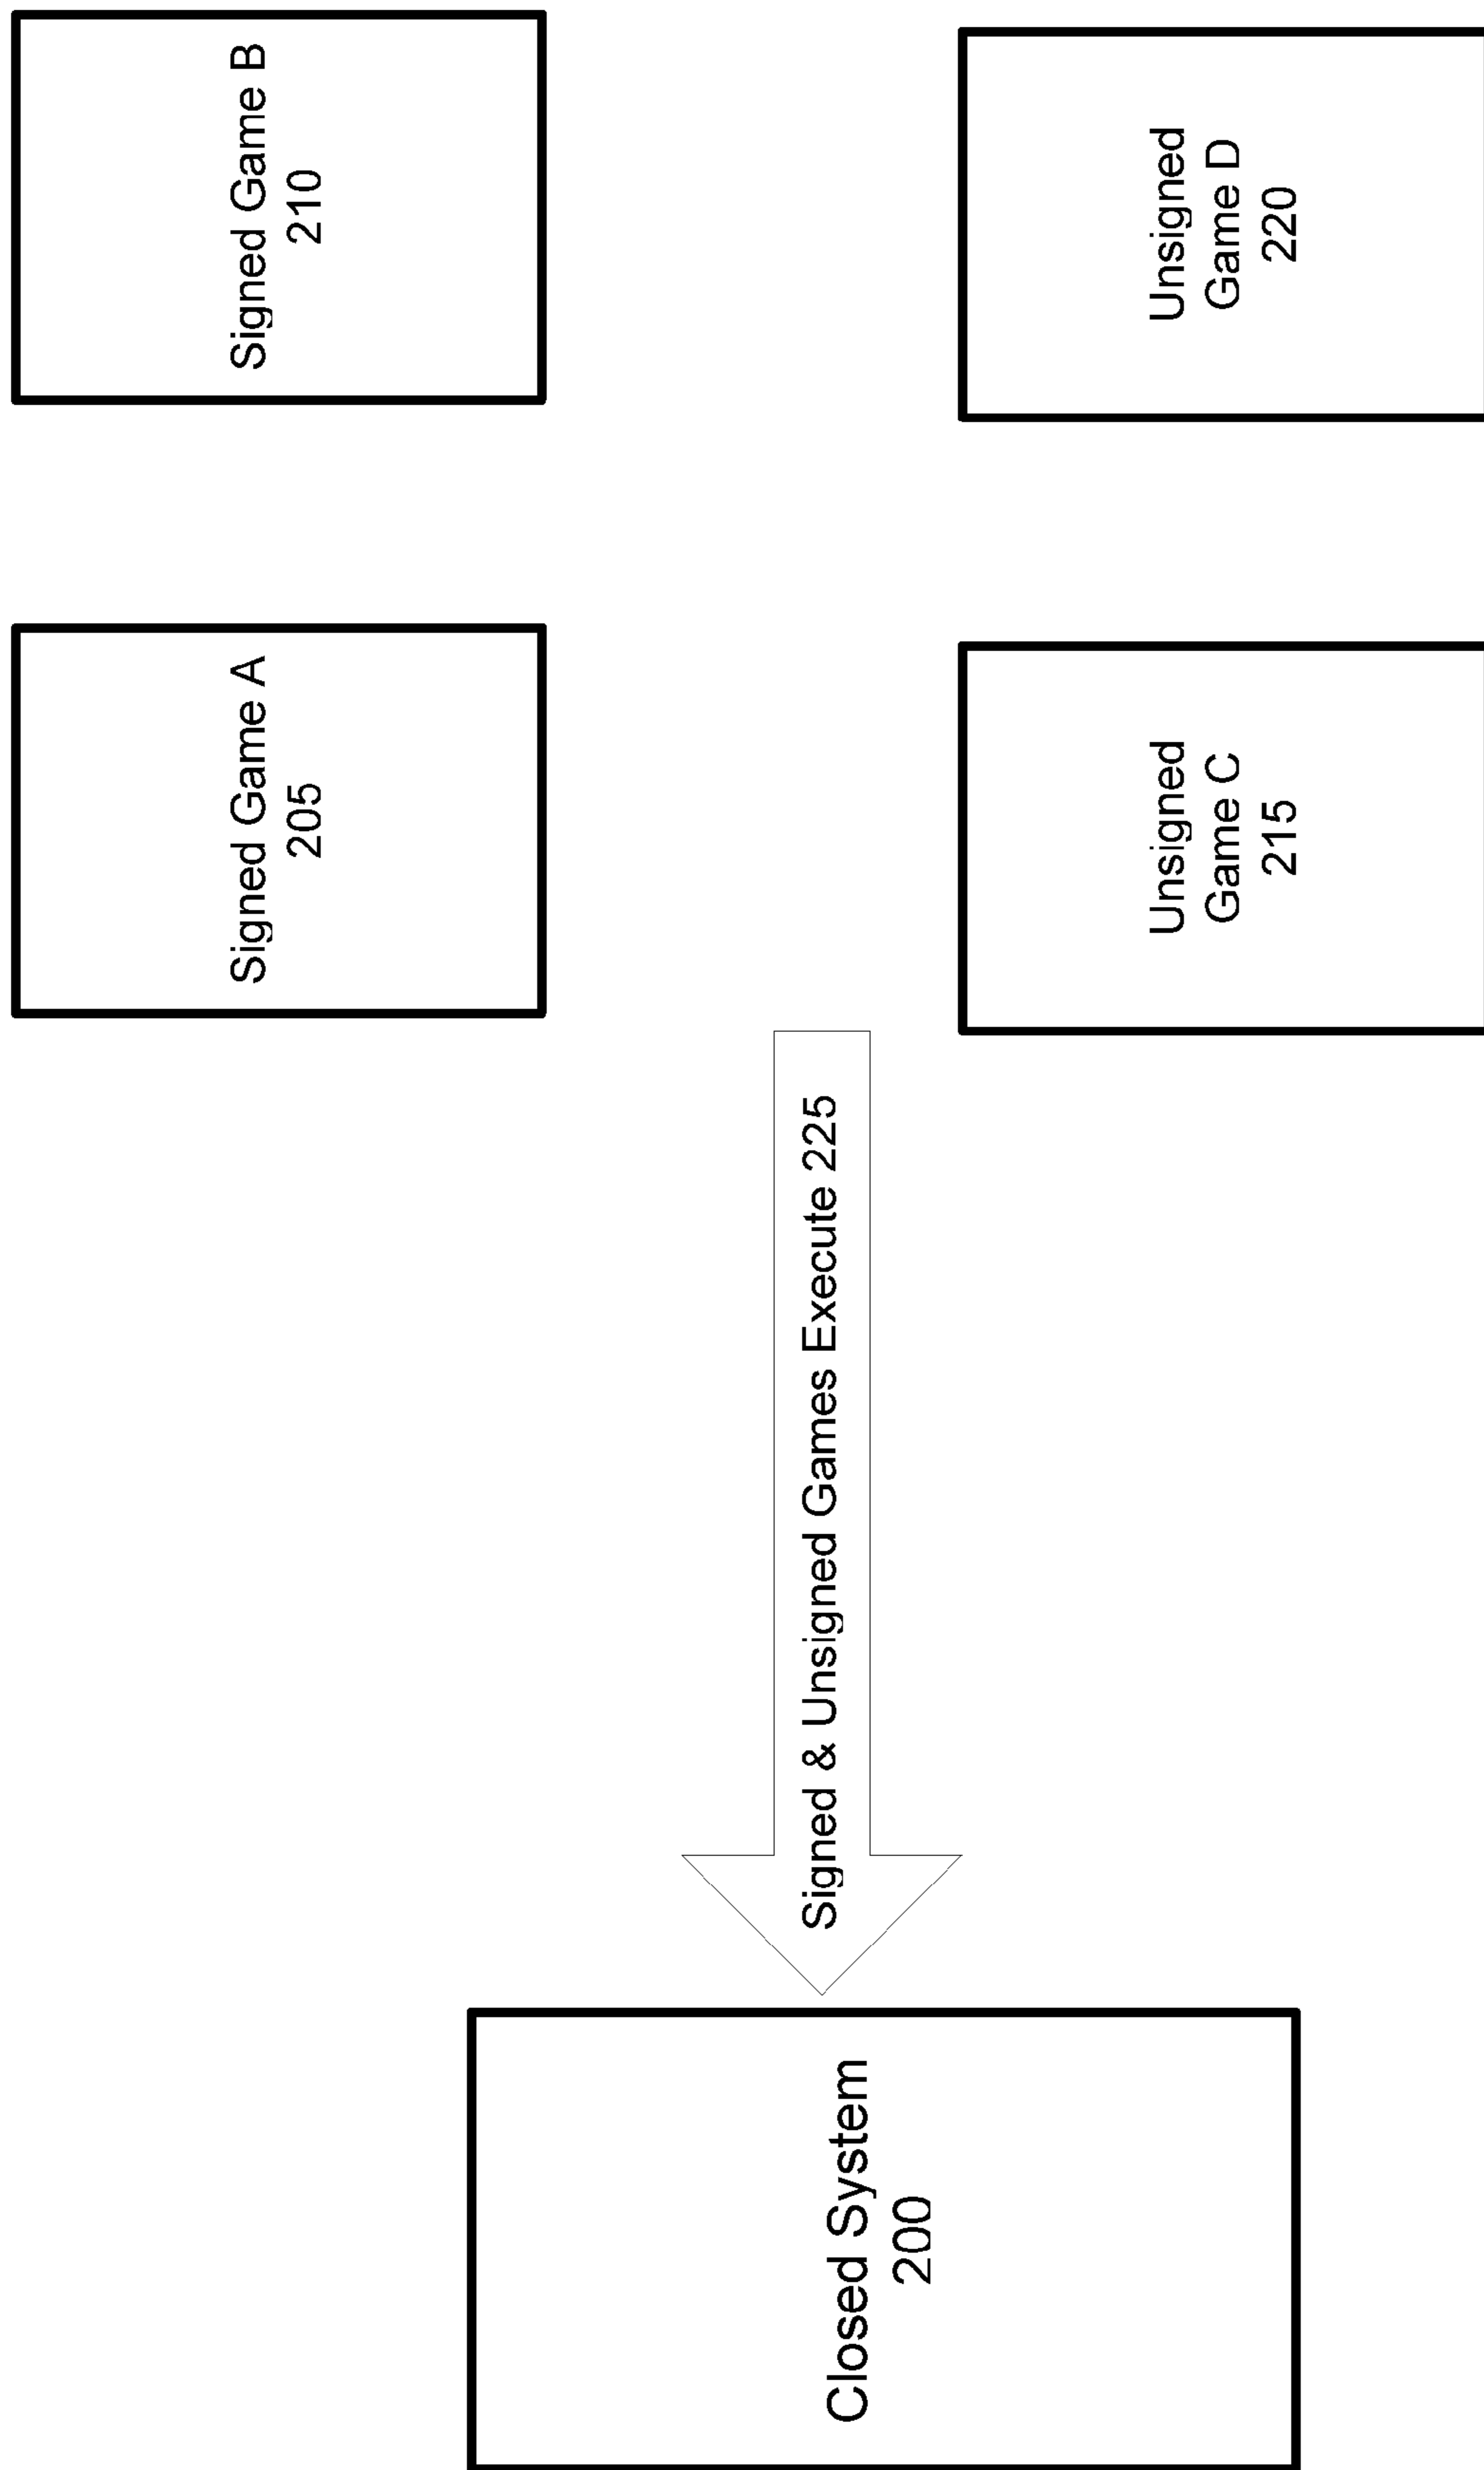 Signed Game A
205
Signed Game B
210
Closed System
200
Signed & Unsigned Games Execute 225
Unsigned
Game C
215
Unsigned
Game D
220